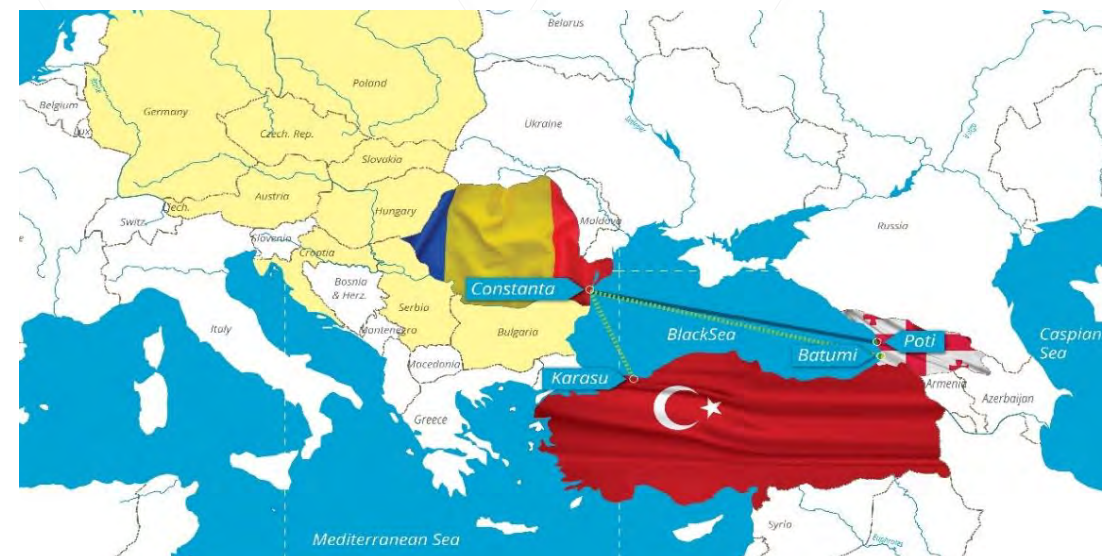 Belarus
Belgium
Lux.
Germany
Poland
Czech. Rep.
Ukraine
Slovakia
Austria
Hungary
Moldova
Switz.
Slovenia
Croatia
Russia
Bosnia
& Herz.
Serbia
Constanta
Italy
Montenegro
Bulgaria
BlackSea
Poti
Batumi
Caspian
Sea
Macedonia
Karasu
Armenia
Azerbaijan
Greece
Syria
Mediterranean Sea
Euphrates